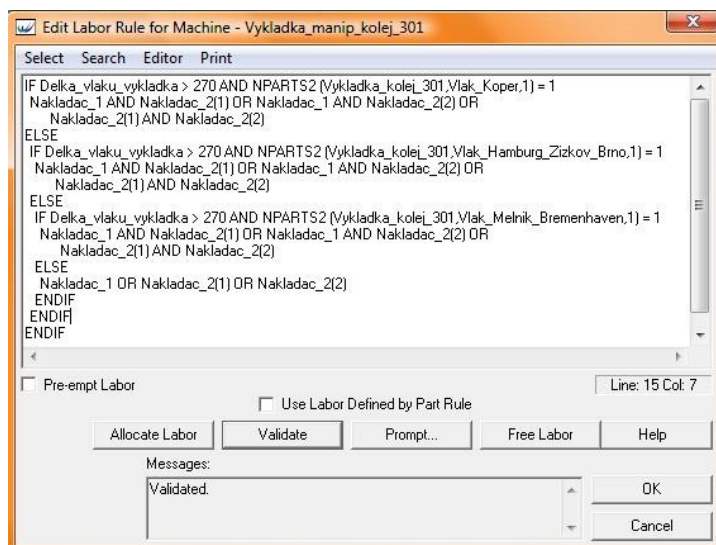 Edit Labor Rule for Machine - Vykladka_manip_kolej_301
Select Search Editor Print
IF Delka_vlaku_vykladka > 270 AND NPARTS2 (Vykladka_kolej_301,Vlak_Koper,1) = 1
Nakladac_1 AND Nakladac_2(1) OR Nakladac_1 AND Nakladac_2(2) OR
Nakladac_2(1) AND Nakladac_2(2)
ELSE
IF Delka_vlaku_vykladka > 270 AND NPARTS2 (Vykladka_kolej_301,Vlak_Hamburg_Zizkov_Brno,1) = 1
Nakladac_1 AND Nakladac_2(1) OR Nakladac_1 AND Nakladac_2(2) OR
Nakladac_2(1) AND Nakladac_2(2)
ELSE
IF Delka_vlaku_vykladka > 270 AND NPARTS2 (Vykladka_kolej_301,Vlak_Melnik_Bremenhaven,1) = 1
Nakladac_1 AND Nakladac_2(1) OR Nakladac_1 AND Nakladac_2(2) OR
Nakladac_2(1) AND Nakladac_2(2)
ELSE
Nakladac_1 OR Nakladac_2(1) OR Nakladac_2(2)
ENDIF
ENDIF
ENDIF
Pre-empt Labor
Line: 15 Col: 7
Use Labor Defined by Part Rule
Allocate Labor Validate Prompt... Free Labor Help
Messages:
Validated.
OK
Cancel